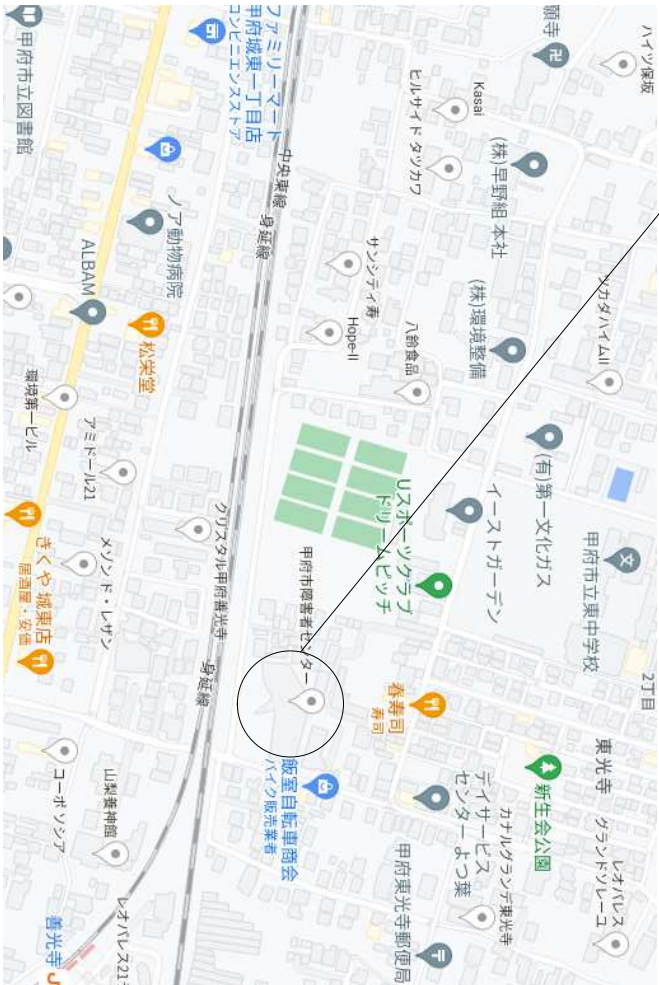 ハイツ保坂
2丁目
レオパレス
グランドソレーユ
東光寺
ツカダハイムII
甲府市立東中学校
願寺
(有)第一文化ガス
新生会公園
カナルグランデ東光寺
(株)早野組 本社
(株)環境整備
イーストガーデン
デイサービス
センターよつ葉
Kasai
ヒルサイド タツカワ
八鈴食品
Uスポーツクラブ
ドリームピッチ
春寿司
寿司
甲府東光寺郵便局
サンシティ寿
Hope-II
甲府市障害者センター
飯室自転車商会
バイク販売業者
ファミリーマート
甲府城東一丁目店
コンビニエンスストア
中央東線
身延線
クリスタル甲府善光寺
身延線
ノア動物病院
松栄堂
アミドール21
メゾンド・レザン
山梨養神館
レオパレス21
ALBAM
環境第一ビル
きくや 城東店
居酒屋・安価
コーポ ソシア
善光寺
甲府市立図書館